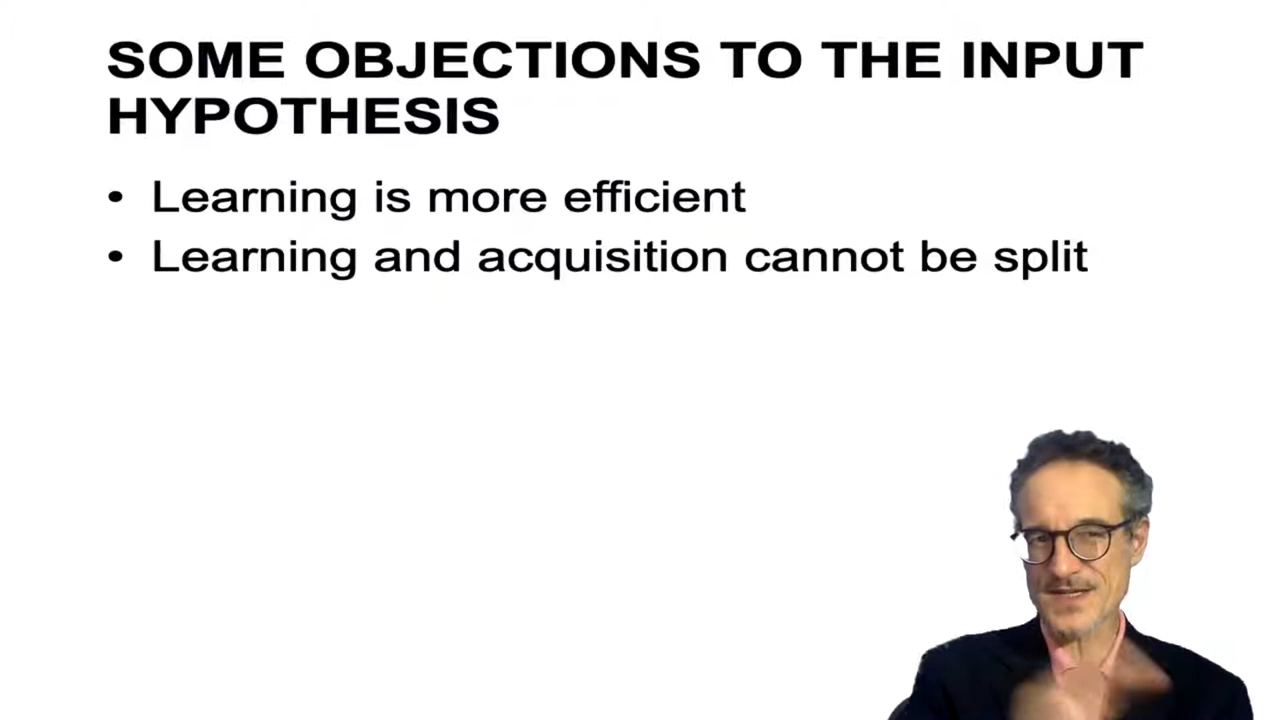 SOME OBJECTIONS TO THE INPUT
HYPOTHESIS
• Learning is more efficient
• Learning and acquisition cannot be split